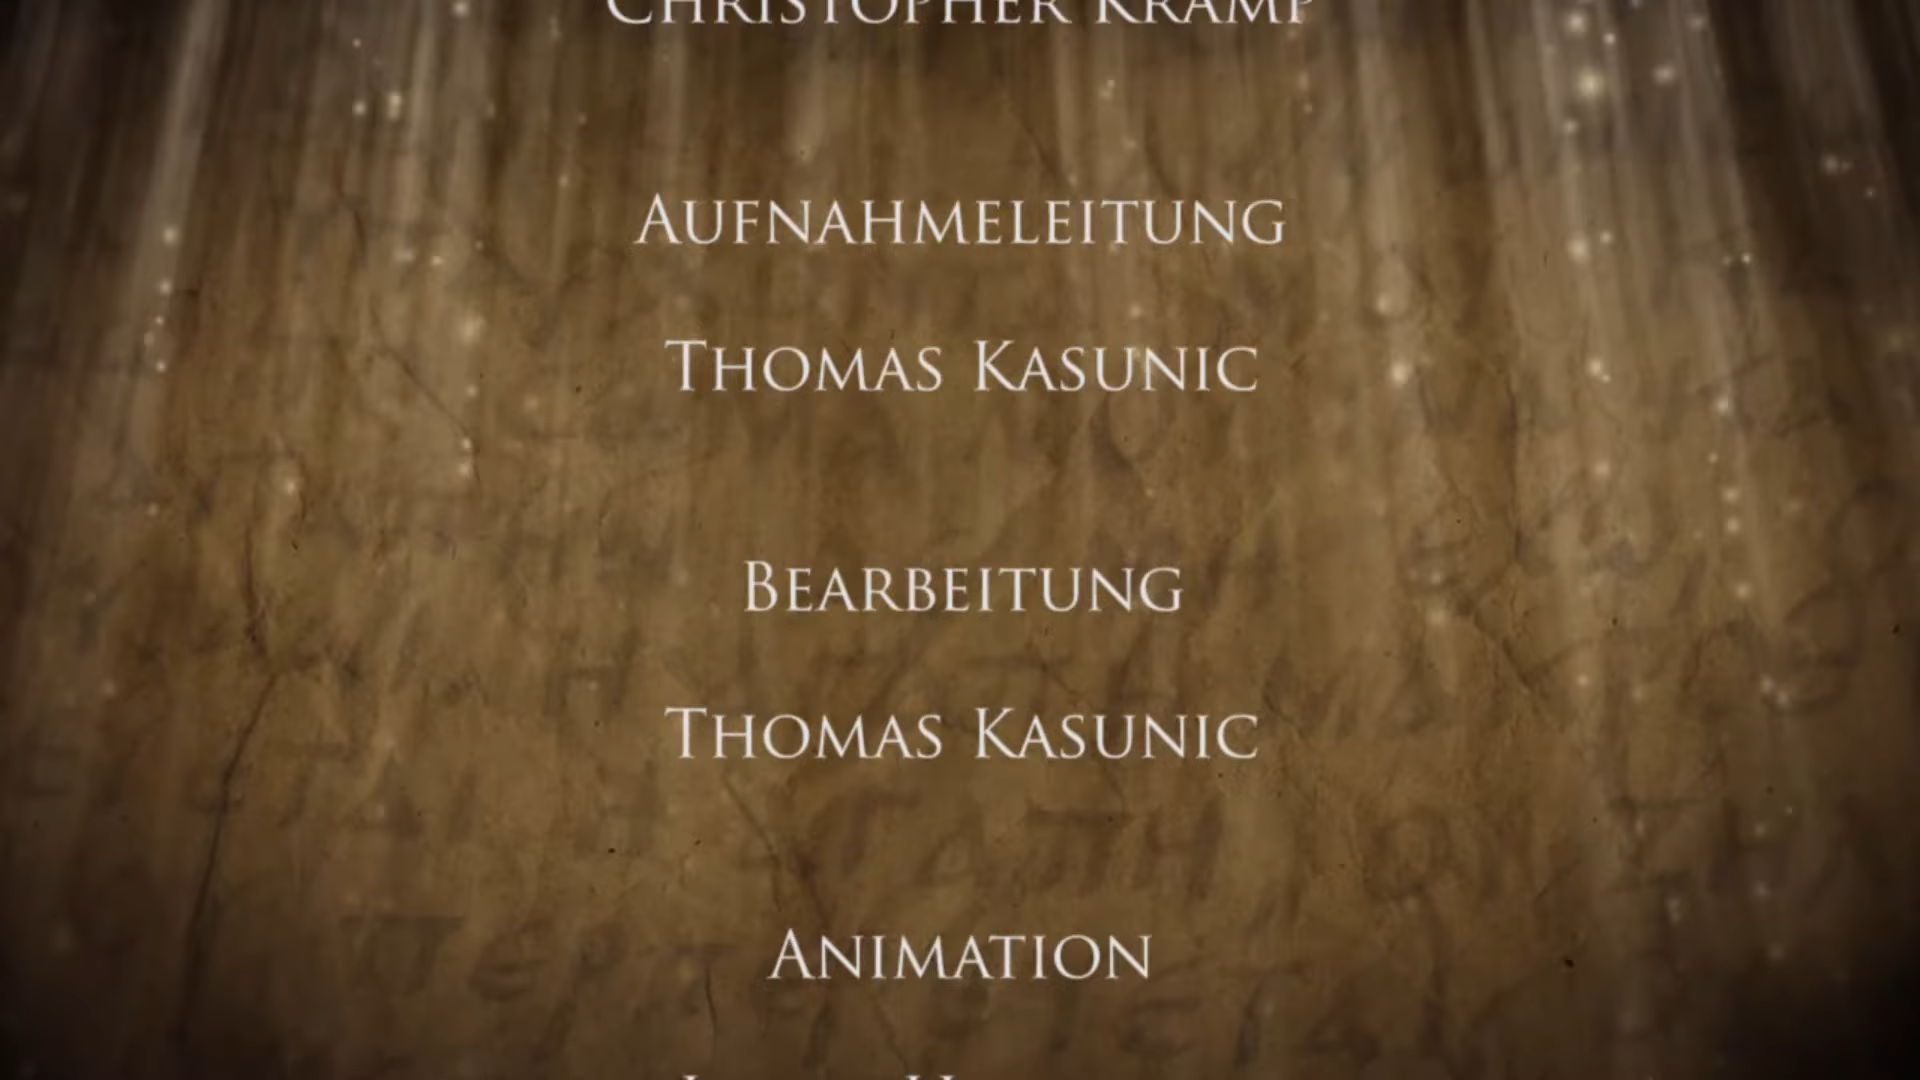 Christopher Kramp
Aufnahmeleitung
Thomas Kasunic
Bearbeitung
Thomas Kasunic
Animation